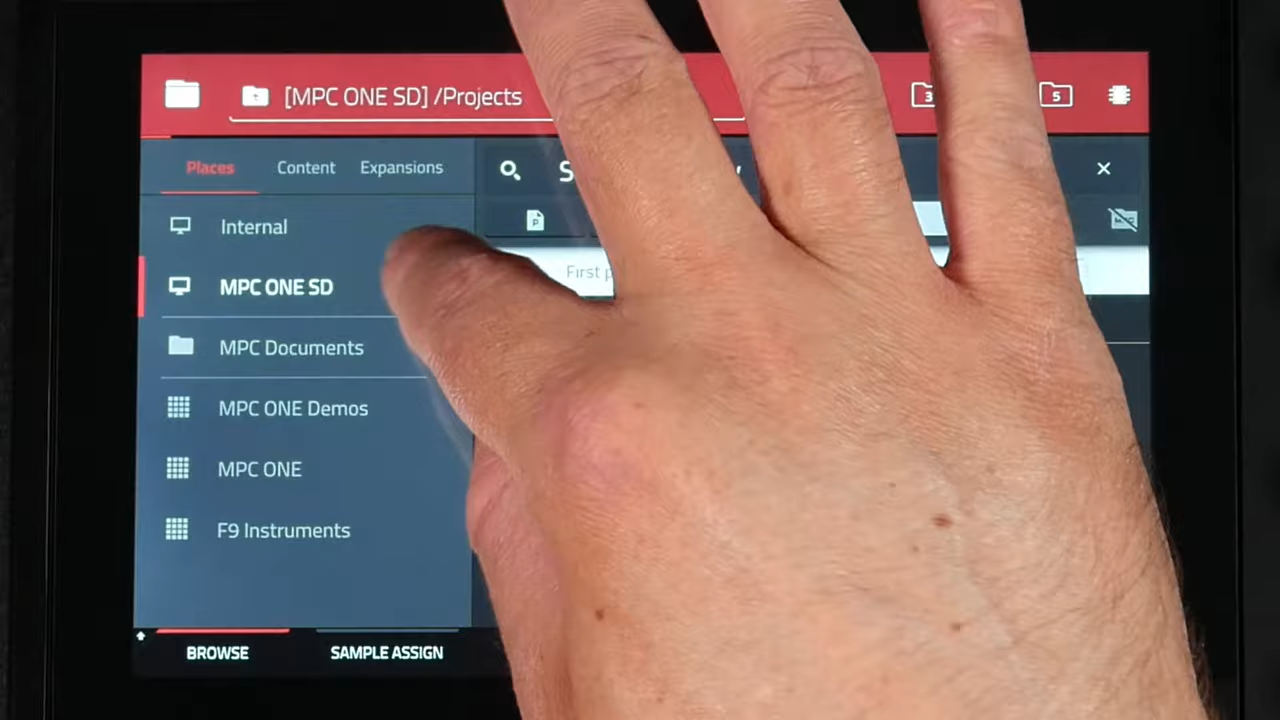 [MPC ONE SD] /Projects
3
5
Places
Content
Expansions
Internal
MPC ONE SD
First
MPC Documents
MPC ONE Demos
MPC ONE
F9 Instruments
BROWSE
SAMPLE ASSIGN